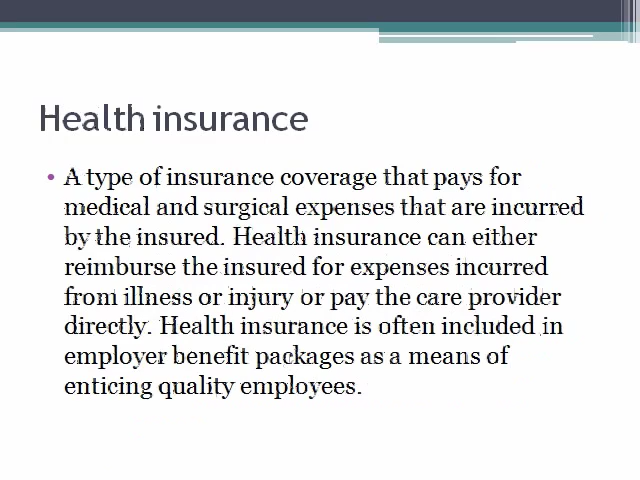 Health insurance
• A type of insurance coverage that pays for
medical and surgical expenses that are incurred
by the insured. Health insurance can either
reimburse the insured for expenses incurred
from illness or injury or pay the care provider
directly. Health insurance is often included in
employer benefit packages as a means of
enticing quality employees.